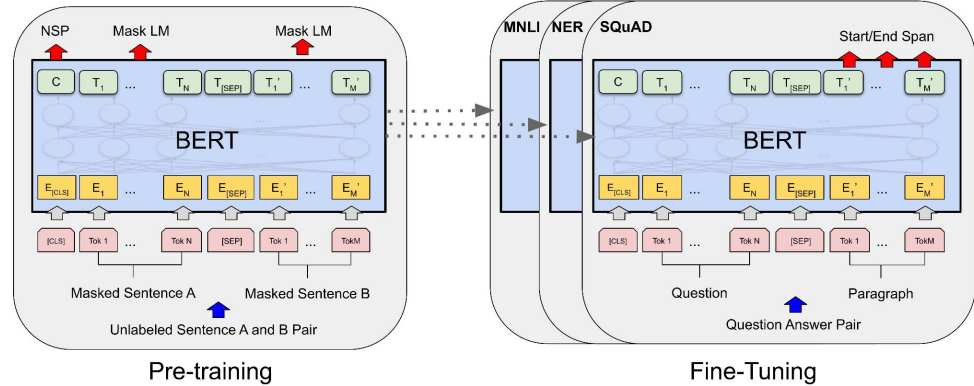 NSP Mask LM Mask LM
C T1 ... TN T[SEP] T1' ... TM'
BERT
E[CLS] E1 ... EN E[SEP] E1' ... EM'
[CLS] Tok 1 ... Tok N [SEP] Tok 1 ... TokM
Masked Sentence A Masked Sentence B
Unlabeled Sentence A and B Pair
Pre-training
MNLI NER SQuAD
Start/End Span
C T1 ... TN T[SEP] T1' ... TM'
BERT
E[CLS] E1 ... EN E[SEP] E1' ... EM'
[CLS] Tok 1 ... Tok N [SEP] Tok 1 ... TokM
Question Paragraph
Question Answer Pair
Fine-Tuning